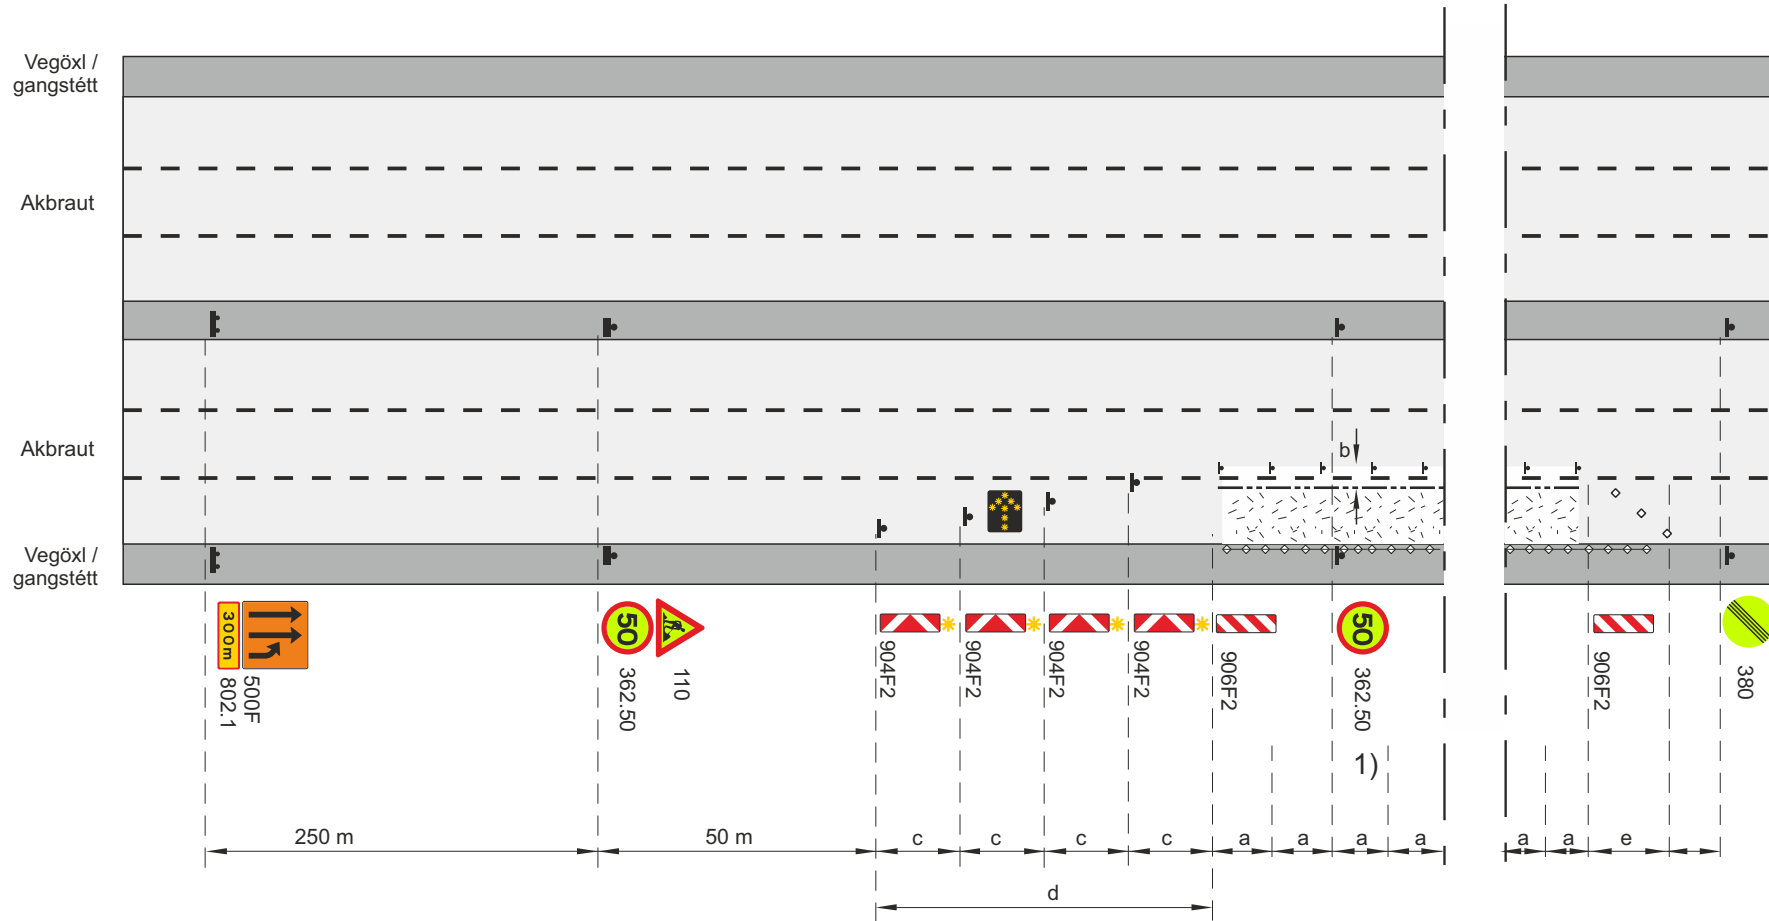 Vegöxl /
gangstétt
Akbraut
Akbraut
b
Vegöxl /
gangstétt
300m
802.1
500F
50
362.50
110
904F2
904F2
904F2
904F2
906F2
50
362.50
1)
906F2
380
250 m
50 m
c
c
c
c
a
a
a
a
a
a
e
d